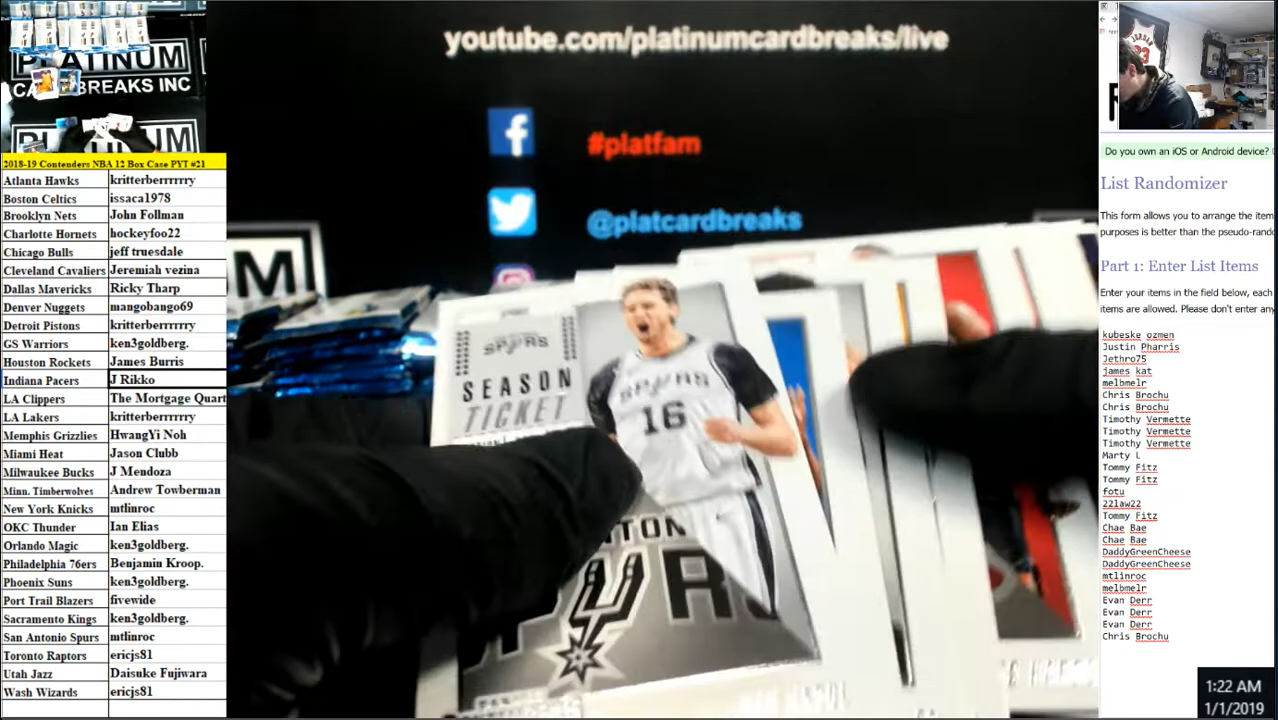 youtube.com/platinumcardbreaks/live
#platfam
@platcardbreaks
PLATINUM
BREAKS INC
2018-19 Contenders NBA 12 Box Case PYT #21
Atlanta Hawks kritterberrrrrry
Boston Celtics issaca1978
Brooklyn Nets John Follman
Charlotte Hornets hockeyfoo22
Chicago Bulls jeff truesdale
Cleveland Cavaliers Jeremiah vezina
Dallas Mavericks Ricky Tharp
Denver Nuggets mangobango69
Detroit Pistons kritterberrrrrry
GS Warriors ken3goldberg.
Houston Rockets James Burris
Indiana Pacers J Rikko
LA Clippers The Mortgage Quart
LA Lakers kritterberrrrrry
Memphis Grizzlies HwangYi Noh
Miami Heat Jason Clubb
Milwaukee Bucks J Mendoza
Minn. Timberwolves Andrew Towberman
New York Knicks mtlinroc
OKC Thunder Ian Elias
Orlando Magic ken3goldberg.
Philadelphia 76ers Benjamin Kroop.
Phoenix Suns ken3goldberg.
Port Trail Blazers fivewide
Sacramento Kings ken3goldberg.
San Antonio Spurs mtlinroc
Toronto Raptors ericjs81
Utah Jazz Daisuke Fujiwara
Wash Wizards ericjs81
SPURS
SEASON
TICKET
SPURS
16
Do you own an iOS or Android device?
List Randomizer
This form allows you to arrange the item
purposes is better than the pseudo-rando
Part 1: Enter List Items
Enter your items in the field below, each
items are allowed. Please don't enter any
kubeske ozmen
Justin Pharris
Jethro75
james kat
melbmelr
Chris Brochu
Chris Brochu
Timothy Vermette
Timothy Vermette
Timothy Vermette
Marty L
Tommy Fitz
Tommy Fitz
fotu
22law22
Tommy Fitz
Chae Bae
Chae Bae
DaddyGreenCheese
DaddyGreenCheese
mtlinroc
melbmelr
Evan Derr
Evan Derr
Evan Derr
Chris Brochu
1:22 AM
1/1/2019